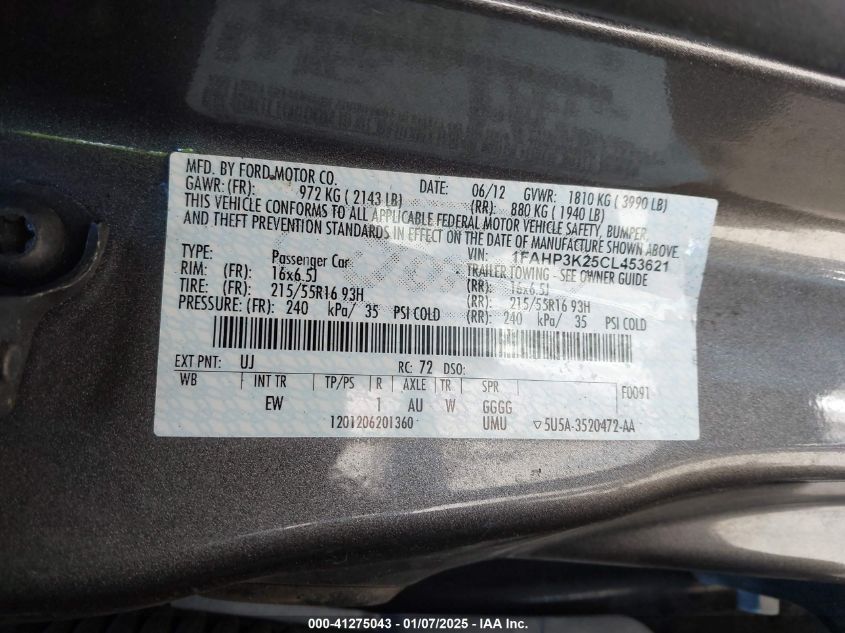 MFD. BY FORD MOTOR CO. DATE: 06/12 GVWR: 1810 KG ( 3990 LB)
GAWR: (FR): 972 KG ( 2143 LB) (RR): 880 KG ( 1940 LB)
THIS VEHICLE CONFORMS TO ALL APPLICABLE FEDERAL MOTOR VEHICLE SAFETY, BUMPER,
AND THEFT PREVENTION STANDARDS IN EFFECT ON THE DATE OF MANUFACTURE SHOWN ABOVE.
VIN: 1FAHP3K25CL453621
TYPE: Passenger Car TRAILER TOWING - SEE OWNER GUIDE
RIM: (FR): 16x6.5J (RR): 16x6.5J
TIRE: (FR): 215/55R16 93H (RR): 215/55R16 93H
PRESSURE: (FR): 240 kPa/ 35 PSI COLD (RR): 240 kPa/ 35 PSI COLD
EXT PNT: UJ RC: 72 DSO:
WB INT TR TP/PS R AXLE TR SPR F0091
EW 1 AU W GGGG
1201206201360 UMU ▽5U5A-3520472-AA
000-41275043 - 01/07/2025 - IAA Inc.